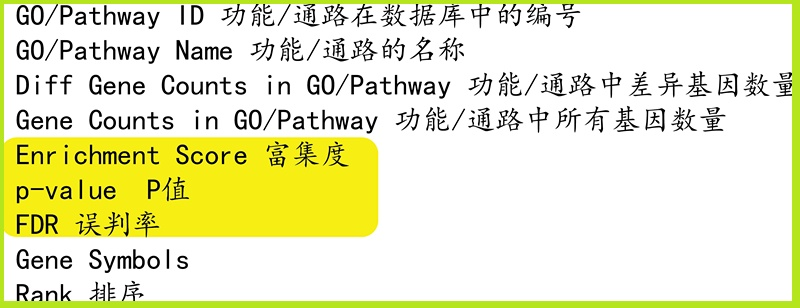 GO/Pathway ID 功能/通路在数据库中的编号
GO/Pathway Name 功能/通路的名称
Diff Gene Counts in GO/Pathway 功能/通路中差异基因数量
Gene Counts in GO/Pathway 功能/通路中所有基因数量
Enrichment Score 富集度
p-value P值
FDR 误判率
Gene Symbols
Rank 排序